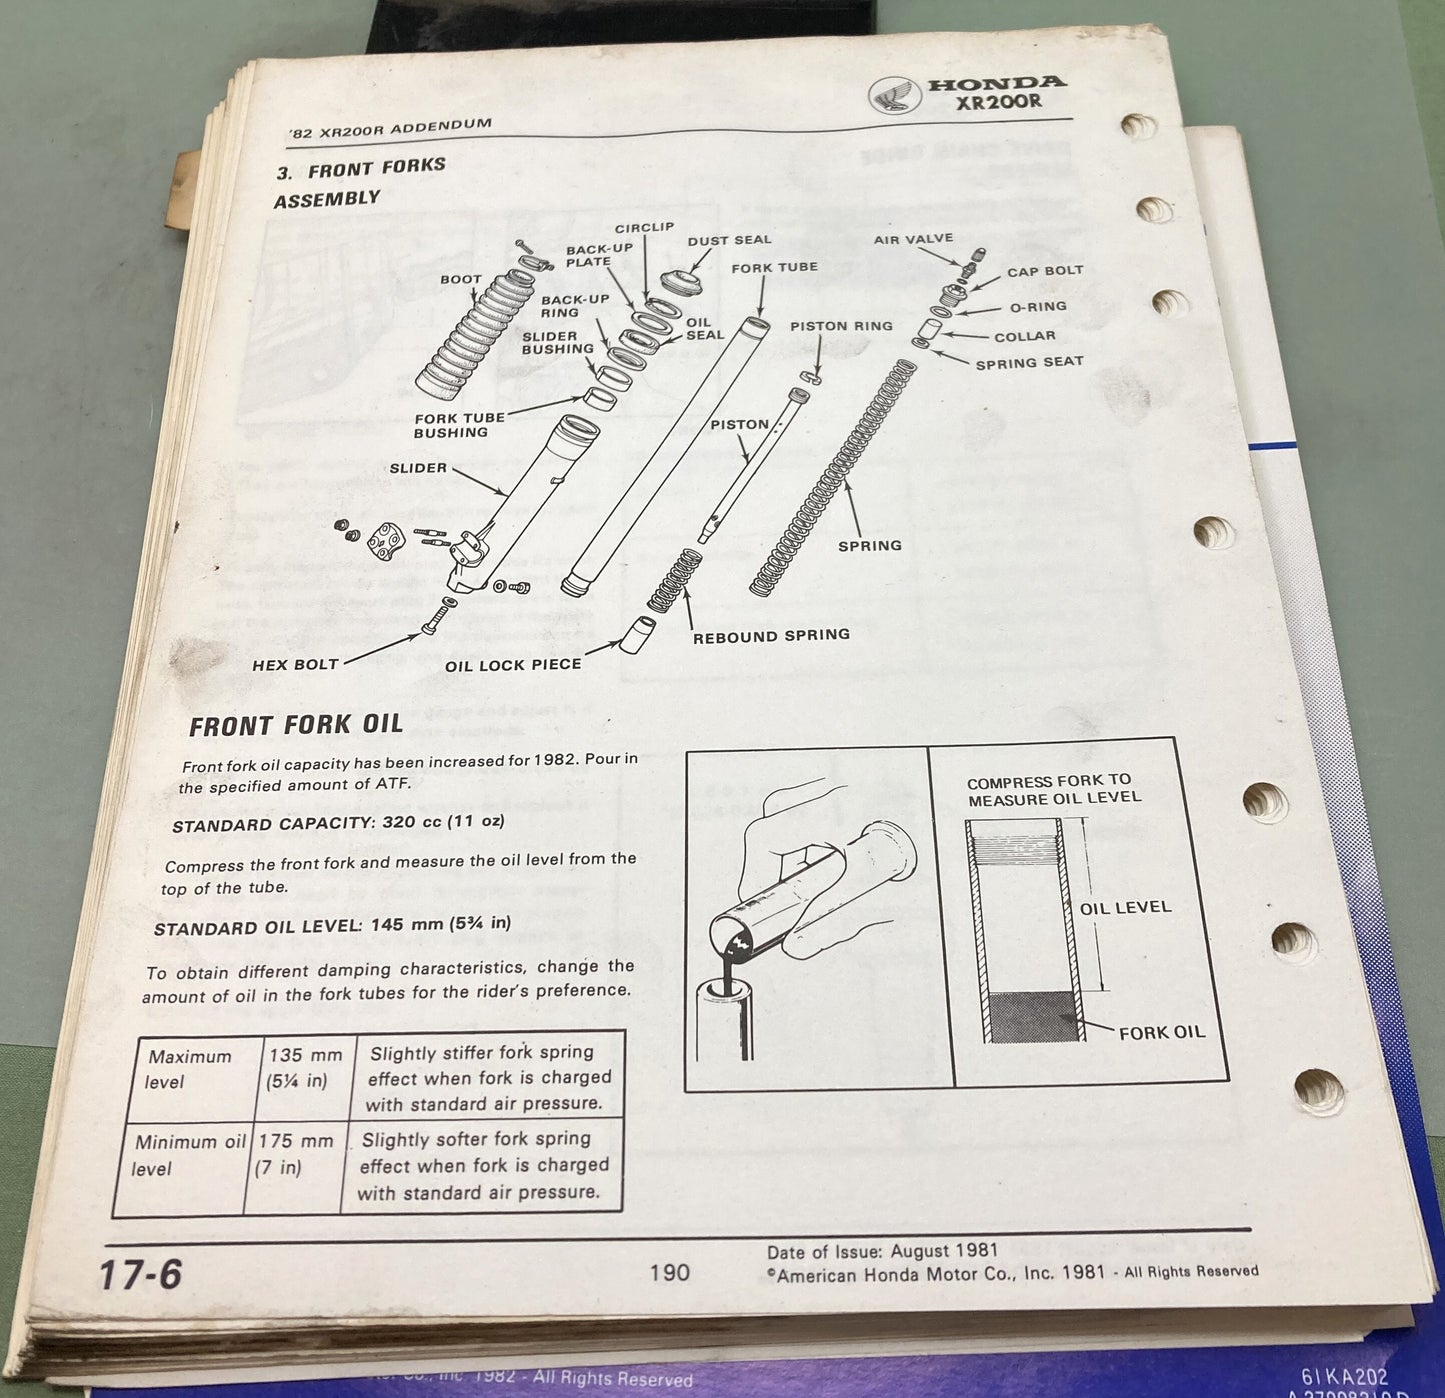 HONDA
XR200R
'82 XR200R ADDENDUM
3. FRONT FORKS
ASSEMBLY
CIRCLIP
BACK-UP
PLATE
DUST SEAL
AIR VALVE
BOOT
FORK TUBE
CAP BOLT
BACK-UP
RING
O-RING
SLIDER
BUSHING
OIL
SEAL
PISTON RING
COLLAR
SPRING SEAT
FORK TUBE
BUSHING
PISTON
SLIDER
SPRING
REBOUND SPRING
HEX BOLT
OIL LOCK PIECE
FRONT FORK OIL
Front fork oil capacity has been increased for 1982. Pour in
the specified amount of ATF.
STANDARD CAPACITY: 320 cc (11 oz)
Compress the front fork and measure the oil level from the
top of the tube.
STANDARD OIL LEVEL: 145 mm (5¾ in)
To obtain different damping characteristics, change the
amount of oil in the fork tubes for the rider's preference.
Maximum
level
135 mm
(5¼ in)
Slightly stiffer fork spring
effect when fork is charged
with standard air pressure.
Minimum oil
level
175 mm
(7 in)
Slightly softer fork spring
effect when fork is charged
with standard air pressure.
COMPRESS FORK TO
MEASURE OIL LEVEL
OIL LEVEL
FORK OIL
17-6
190
Date of Issue: August 1981
©American Honda Motor Co., Inc. 1981 - All Rights Reserved
Co., Inc 1982 - All Rights Reserved
61KA202